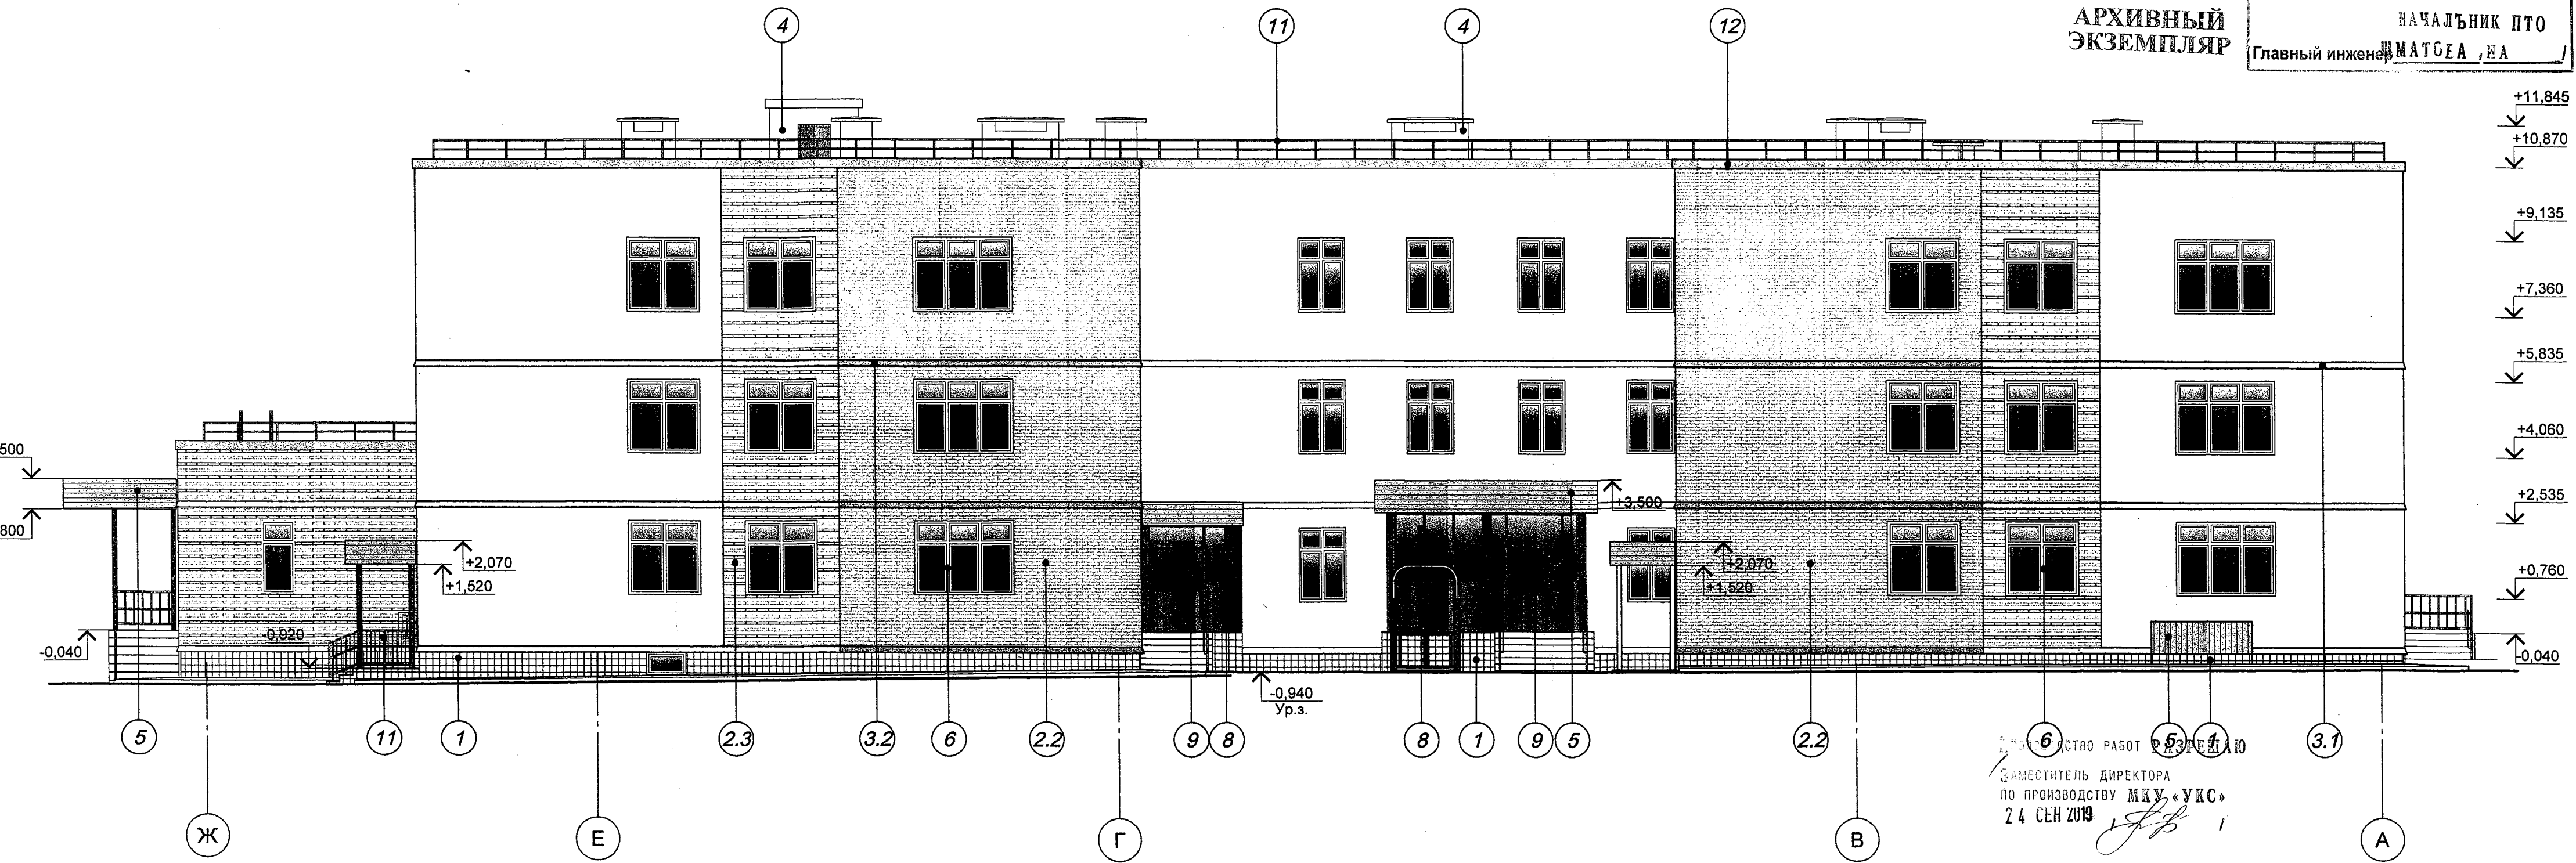 4
11
4
12
АРХИВНЫЙ
ЭКЗЕМПЛЯР
НАЧАЛЬНИК ПТО
Главный инженер
+11,845
+10,870
+9,135
+7,360
+5,835
+4,060
+2,535
+0,760
-0,040
500
800
-0,040
+2,070
+1,520
-0,920
+3,500
+2,070
+1,520
-0,940
Ур.з.
5
11
1
2.3
3.2
6
2.2
9
8
8
1
9
5
2.2
6
5
1
3.1
РАБОТ РАЗРЕШАЮ
ЗАМЕСТИТЕЛЬ ДИРЕКТОРА
ПО ПРОИЗВОДСТВУ МКУ «УКС»
24 СЕН 2019
Ж
Е
Г
В
А